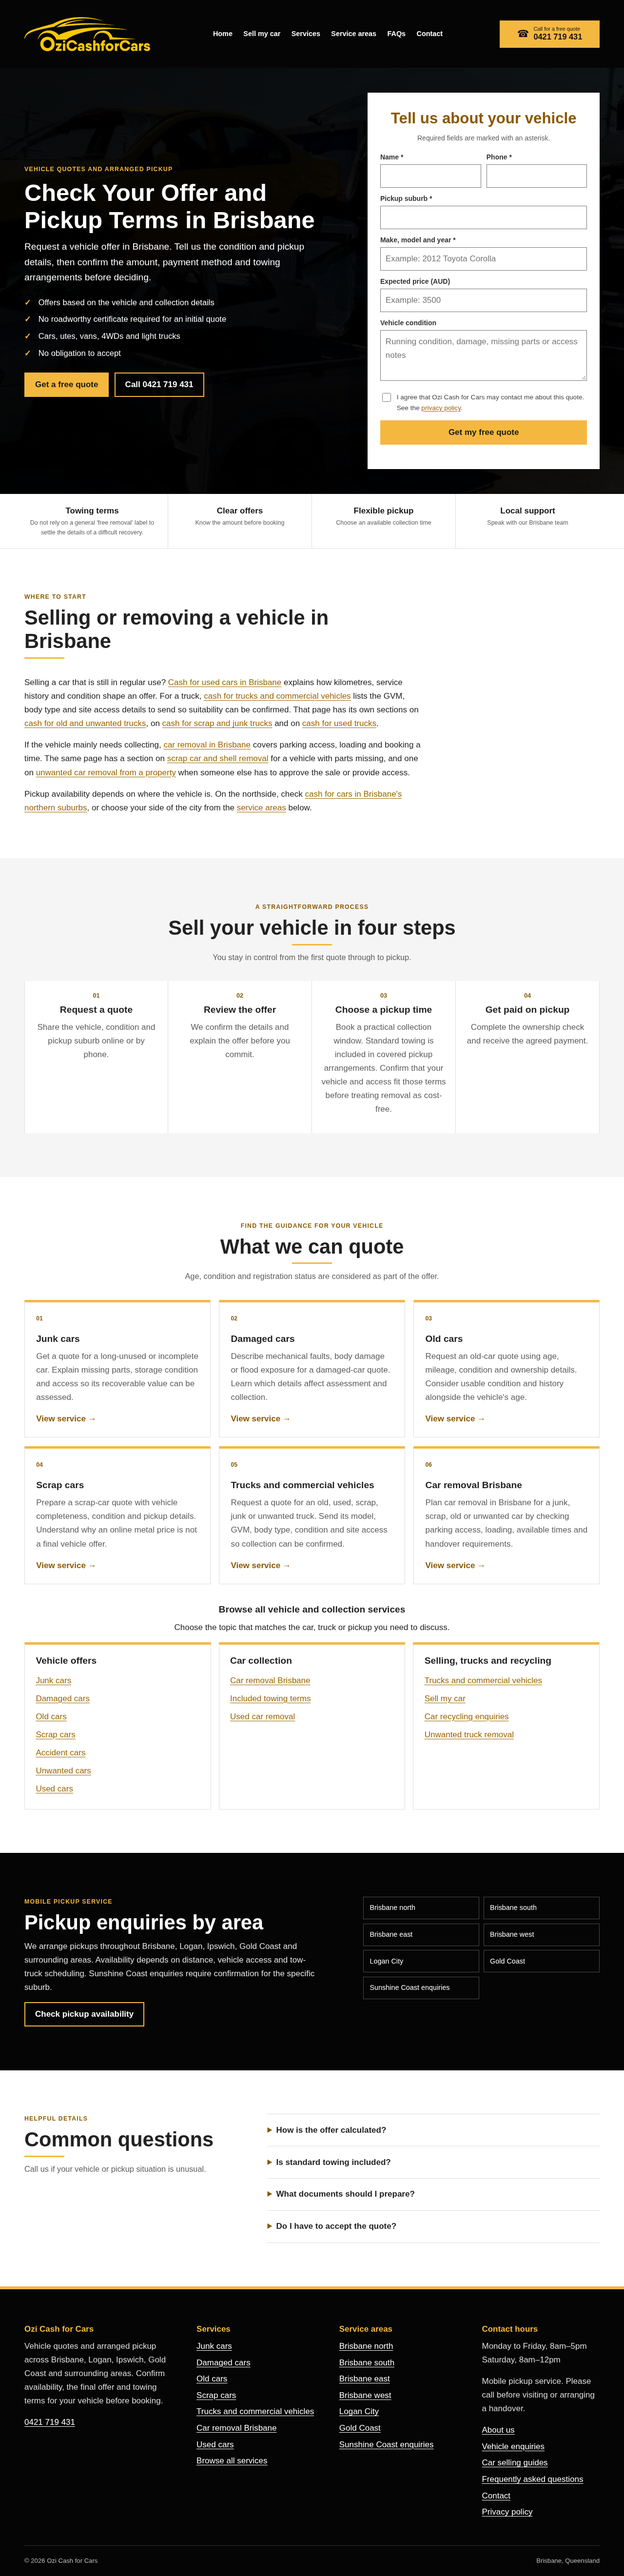 OziCashforCars
Home
Sell my car
Services
Service areas
FAQs
Contact
☎
Call for a free quote
0421 719 431
VEHICLE QUOTES AND ARRANGED PICKUP
Check Your Offer and
Pickup Terms in Brisbane
Request a vehicle offer in Brisbane. Tell us the condition and pickup
details, then confirm the amount, payment method and towing
arrangements before deciding.
✓ Offers based on the vehicle and collection details
✓ No roadworthy certificate required for an initial quote
✓ Cars, utes, vans, 4WDs and light trucks
✓ No obligation to accept
Get a free quote
Call 0421 719 431
Tell us about your vehicle
Required fields are marked with an asterisk.
Name *
Phone *
Pickup suburb *
Make, model and year *
Example: 2012 Toyota Corolla
Expected price (AUD)
Example: 3500
Vehicle condition
Running condition, damage, missing parts or access
notes
I agree that Ozi Cash for Cars may contact me about this quote.
See the privacy policy.
Get my free quote
Towing terms
Do not rely on a general 'free removal' label to
settle the details of a difficult recovery.
Clear offers
Know the amount before booking
Flexible pickup
Choose an available collection time
Local support
Speak with our Brisbane team
WHERE TO START
Selling or removing a vehicle in
Brisbane
Selling a car that is still in regular use? Cash for used cars in Brisbane explains how kilometres, service
history and condition shape an offer. For a truck, cash for trucks and commercial vehicles lists the GVM,
body type and site access details to send so suitability can be confirmed. That page has its own sections on
cash for old and unwanted trucks, on cash for scrap and junk trucks and on cash for used trucks.
If the vehicle mainly needs collecting, car removal in Brisbane covers parking access, loading and booking a
time. The same page has a section on scrap car and shell removal for a vehicle with parts missing, and one
on unwanted car removal from a property when someone else has to approve the sale or provide access.
Pickup availability depends on where the vehicle is. On the northside, check cash for cars in Brisbane's
northern suburbs, or choose your side of the city from the service areas below.
A STRAIGHTFORWARD PROCESS
Sell your vehicle in four steps
You stay in control from the first quote through to pickup.
01
Request a quote
Share the vehicle, condition and
pickup suburb online or by
phone.
02
Review the offer
We confirm the details and
explain the offer before you
commit.
03
Choose a pickup time
Book a practical collection
window. Standard towing is
included in covered pickup
arrangements. Confirm that your
vehicle and access fit those terms
before treating removal as cost-
free.
04
Get paid on pickup
Complete the ownership check
and receive the agreed payment.
FIND THE GUIDANCE FOR YOUR VEHICLE
What we can quote
Age, condition and registration status are considered as part of the offer.
01
Junk cars
Get a quote for a long-unused or incomplete
car. Explain missing parts, storage condition
and access so its recoverable value can be
assessed.
View service →
02
Damaged cars
Describe mechanical faults, body damage
or flood exposure for a damaged-car quote.
Learn which details affect assessment and
collection.
View service →
03
Old cars
Request an old-car quote using age,
mileage, condition and ownership details.
Consider usable condition and history
alongside the vehicle's age.
View service →
04
Scrap cars
Prepare a scrap-car quote with vehicle
completeness, condition and pickup details.
Understand why an online metal price is not
a final vehicle offer.
View service →
05
Trucks and commercial vehicles
Request a quote for an old, used, scrap,
junk or unwanted truck. Send its model,
GVM, body type, condition and site access
so collection can be confirmed.
View service →
06
Car removal Brisbane
Plan car removal in Brisbane for a junk,
scrap, old or unwanted car by checking
parking access, loading, available times and
handover requirements.
View service →
Browse all vehicle and collection services
Choose the topic that matches the car, truck or pickup you need to discuss.
Vehicle offers
Junk cars
Damaged cars
Old cars
Scrap cars
Accident cars
Unwanted cars
Used cars
Car collection
Car removal Brisbane
Included towing terms
Used car removal
Selling, trucks and recycling
Trucks and commercial vehicles
Sell my car
Car recycling enquiries
Unwanted truck removal
MOBILE PICKUP SERVICE
Pickup enquiries by area
We arrange pickups throughout Brisbane, Logan, Ipswich, Gold Coast and
surrounding areas. Availability depends on distance, vehicle access and tow-
truck scheduling. Sunshine Coast enquiries require confirmation for the specific
suburb.
Check pickup availability
Brisbane north
Brisbane south
Brisbane east
Brisbane west
Logan City
Gold Coast
Sunshine Coast enquiries
HELPFUL DETAILS
Common questions
Call us if your vehicle or pickup situation is unusual.
How is the offer calculated?
Is standard towing included?
What documents should I prepare?
Do I have to accept the quote?
Ozi Cash for Cars
Vehicle quotes and arranged pickup
across Brisbane, Logan, Ipswich, Gold
Coast and surrounding areas. Confirm
availability, the final offer and towing
terms for your vehicle before booking.
0421 719 431
Services
Junk cars
Damaged cars
Old cars
Scrap cars
Trucks and commercial vehicles
Car removal Brisbane
Used cars
Browse all services
Service areas
Brisbane north
Brisbane south
Brisbane east
Brisbane west
Logan City
Gold Coast
Sunshine Coast enquiries
Contact hours
Monday to Friday, 8am–5pm
Saturday, 8am–12pm
Mobile pickup service. Please
call before visiting or arranging
a handover.
About us
Vehicle enquiries
Car selling guides
Frequently asked questions
Contact
Privacy policy
© 2026 Ozi Cash for Cars
Brisbane, Queensland